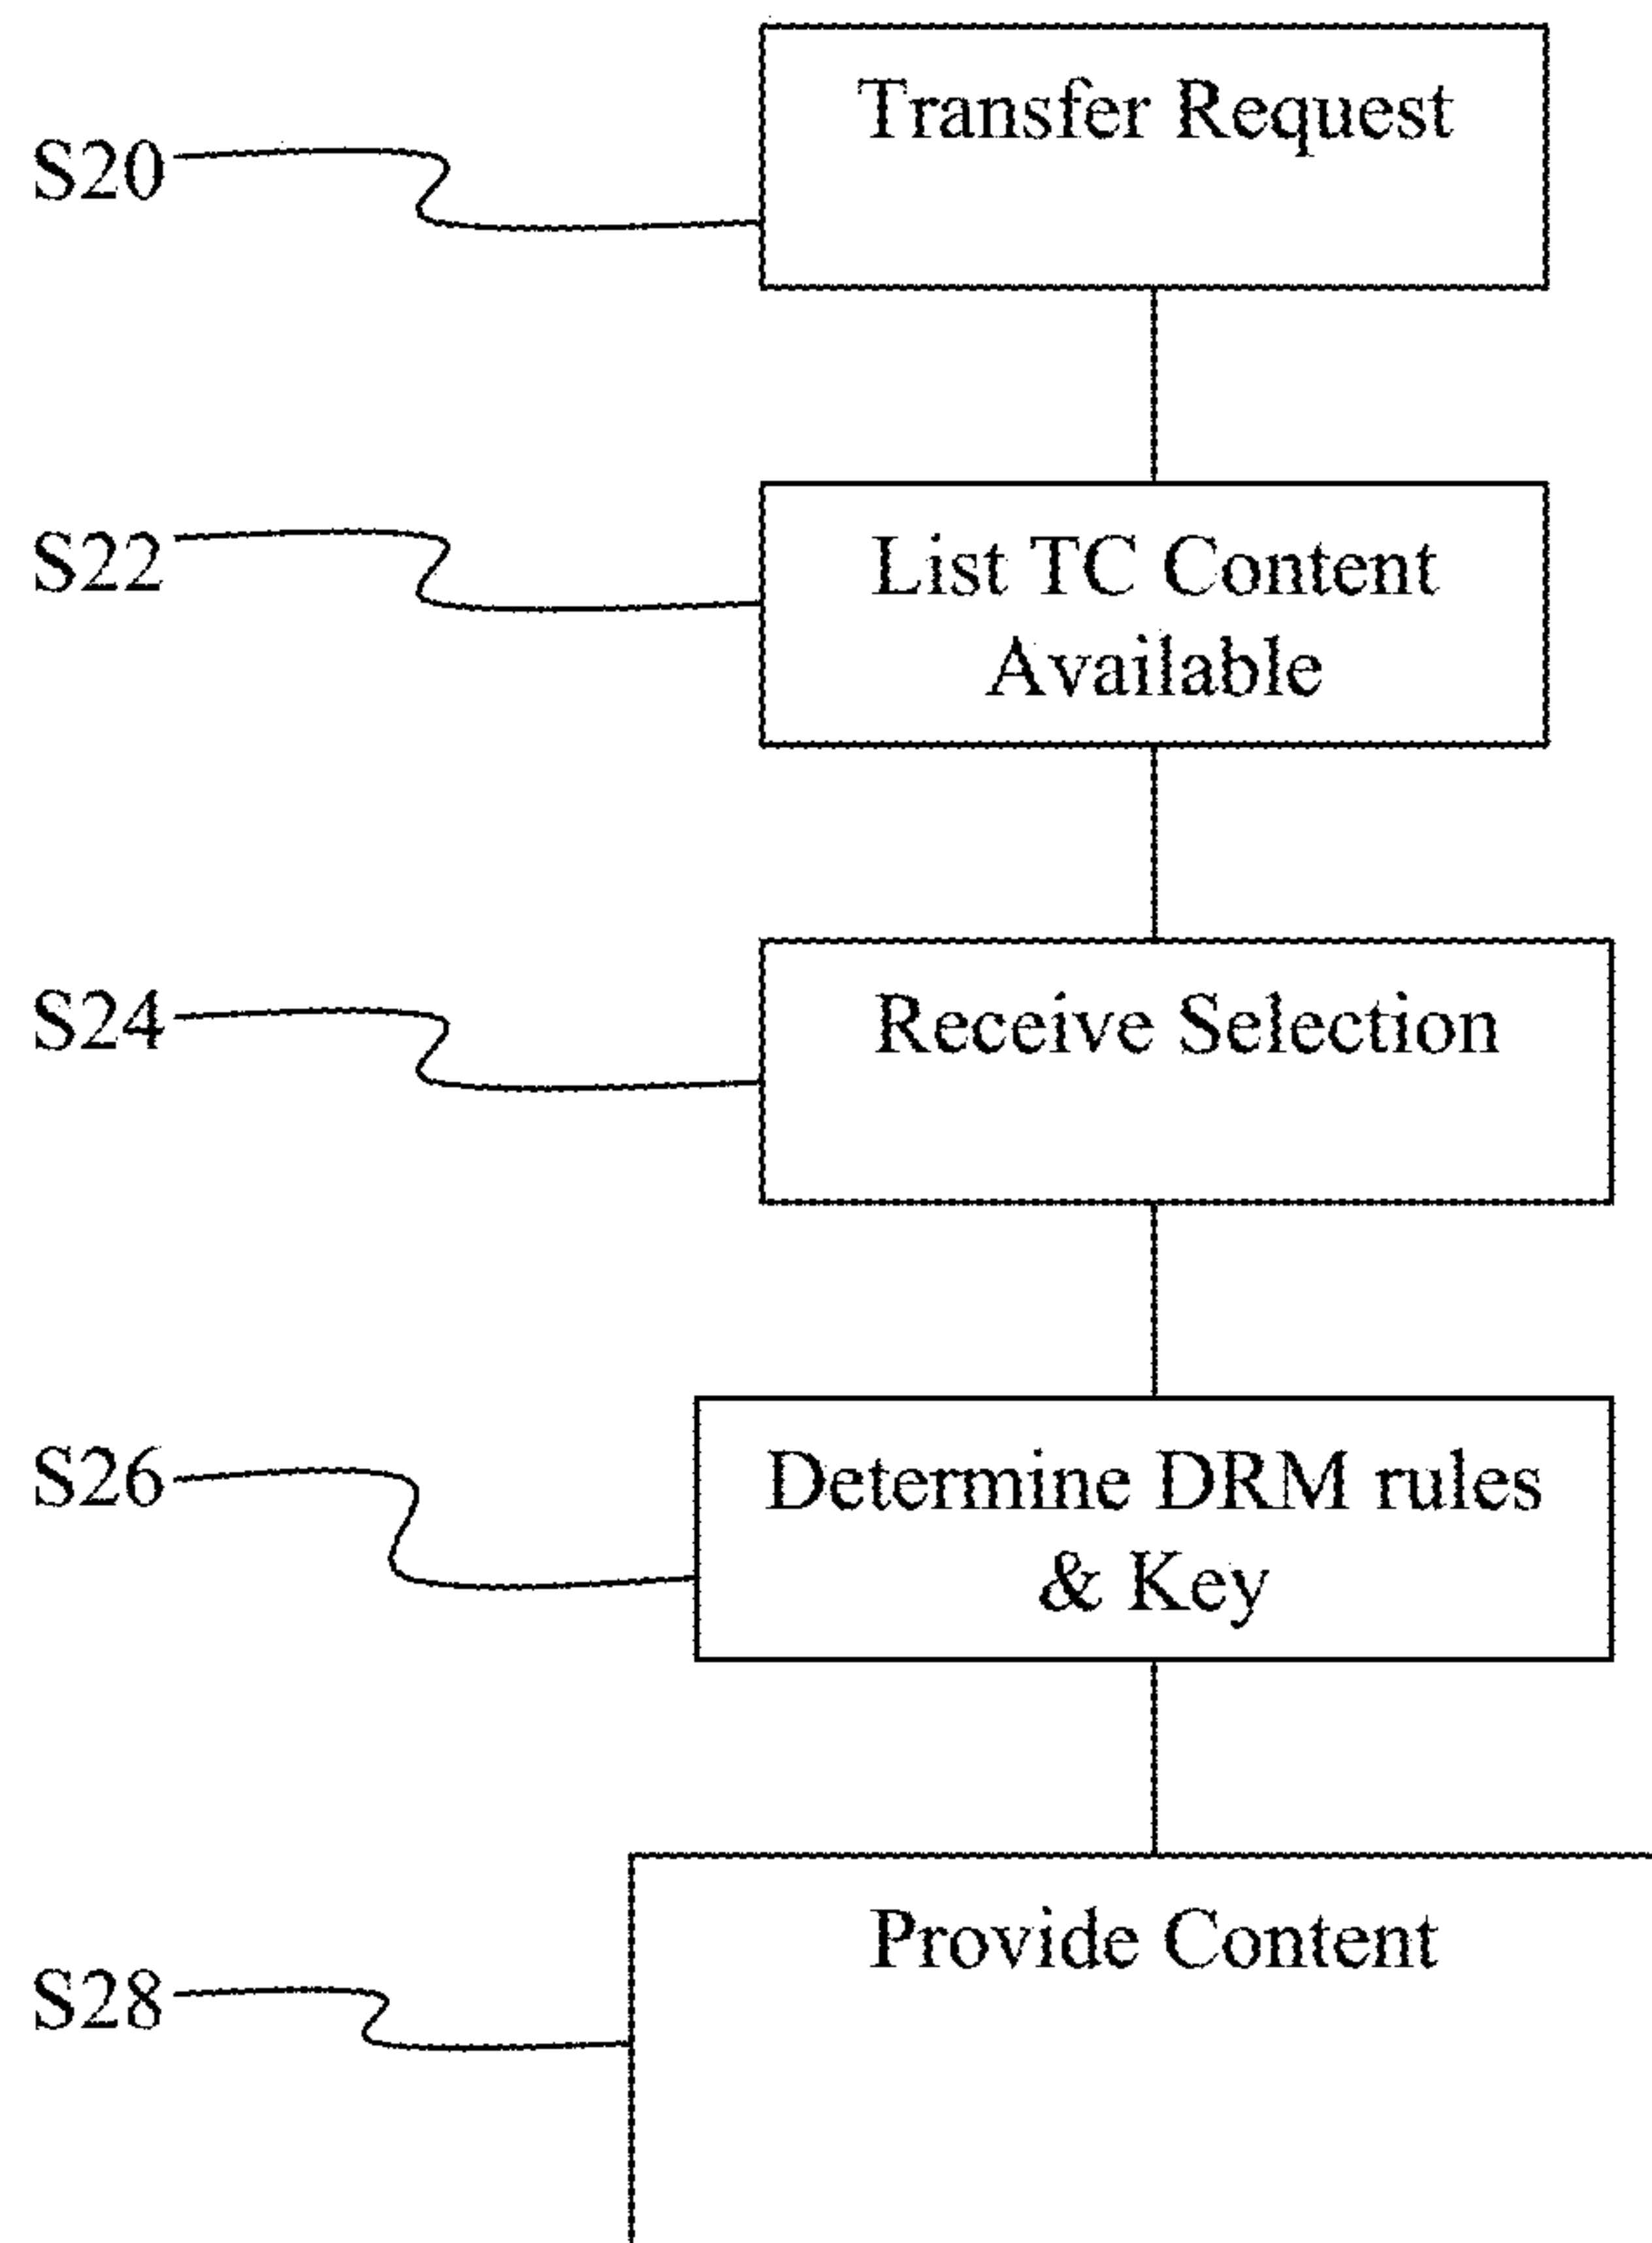 Transfer Request
S20
List TC Content
Available
S22
Receive Selection
S24
Determine DRM rules
& Key
S26
Provide Content
S28